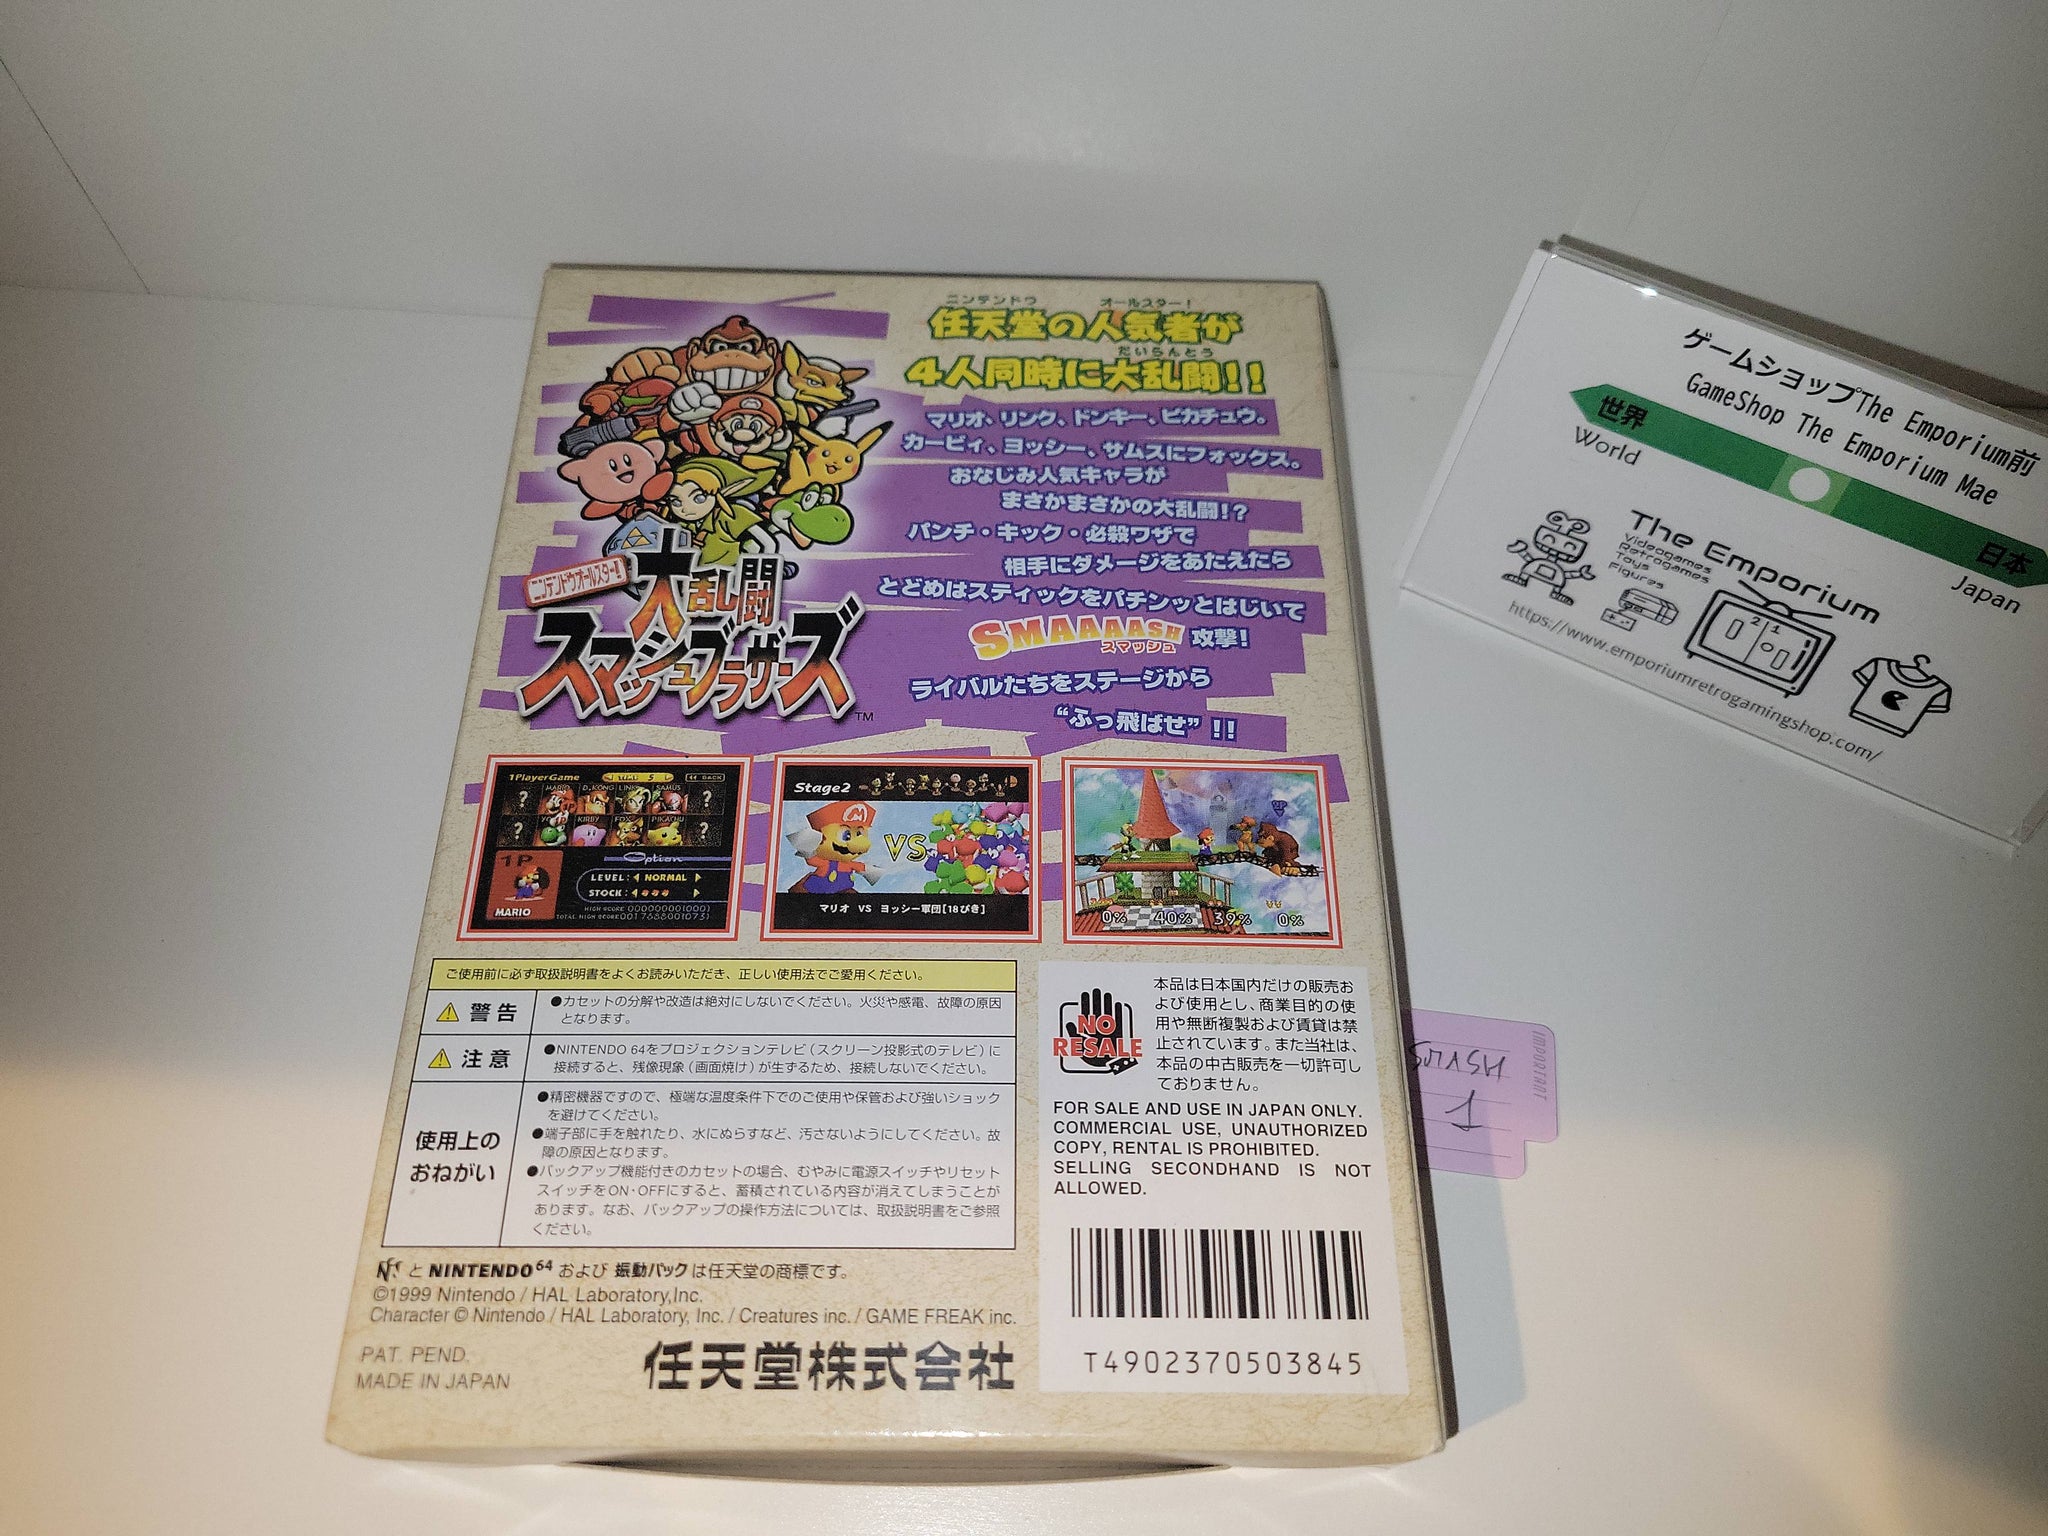 ニンテンドウ オールスター！
任天堂の人気者が
だいらんとう
4人同時に大乱闘!!
マリオ、リンク、ドンキー、ピカチュウ。
カービィ、ヨッシー、サムスにフォックス。
おなじみ人気キャラが
まさかまさかの大乱闘!?
パンチ・キック・必殺ワザで
相手にダメージをあたえたら
とどめはスティックをパチンッとはじいて
SMAAAASH 攻撃!
スマッシュ
ライバルたちをステージから
“ふっ飛ばせ”!!
ニンテンドウオールスター!!
大乱闘
スマッシュブラザーズ
TM
1PlayerGame
TIME 5
BACK
MARIO D.KONG LINK SAMUS
KIRBY FOX PIKACHU
1P
MARIO
Option
LEVEL: NORMAL
STOCK:
Stage2
VS
マリオ VS ヨッシー軍団[18ぴき]
2P
0% 40% 39% 0%
ご使用前に必ず取扱説明書をよくお読みいただき、正しい使用法でご愛用ください。
警告
●カセットの分解や改造は絶対にしないでください。火災や感電、故障の原因
となります。
注意
●NINTENDO 64をプロジェクションテレビ(スクリーン投影式のテレビ)に
接続すると、残像現象(画面焼け)が生ずるため、接続しないでください。
使用上の
おねがい
●精密機器ですので、極端な温度条件下でのご使用や保管および強いショック
を避けてください。
●端子部に手を触れたり、水にぬらすなど、汚さないようにしてください。故
障の原因となります。
●バックアップ機能付きのカセットの場合、むやみに電源スイッチやリセット
スイッチをON・OFFにすると、蓄積されている内容が消えてしまうことが
あります。なお、バックアップの操作方法については、取扱説明書をご参照
ください。
と NINTENDO64 および 振動パック は任天堂の商標です。
©1999 Nintendo / HAL Laboratory,Inc.
Character © Nintendo / HAL Laboratory, Inc. / Creatures inc. / GAME FREAK inc.
PAT. PEND.
MADE IN JAPAN
任天堂株式会社
NO
RESALE
本品は日本国内だけの販売お
よび使用とし、商業目的の使
用や無断複製および賃貸は禁
止されています。また当社は、
本品の中古販売を一切許可し
ておりません。
FOR SALE AND USE IN JAPAN ONLY.
COMMERCIAL USE, UNAUTHORIZED
COPY, RENTAL IS PROHIBITED.
SELLING SECONDHAND IS NOT
ALLOWED.
T4902370503845
IMPORTANT
SMASH
1
ゲームショップThe Emporium前
GameShop The Emporium Mae
世界
World
日本
Japan
The Emporium
Videogames
Retrogames
Toys
Figures
2 1
https://www.emporiumretrogamingshop.com/